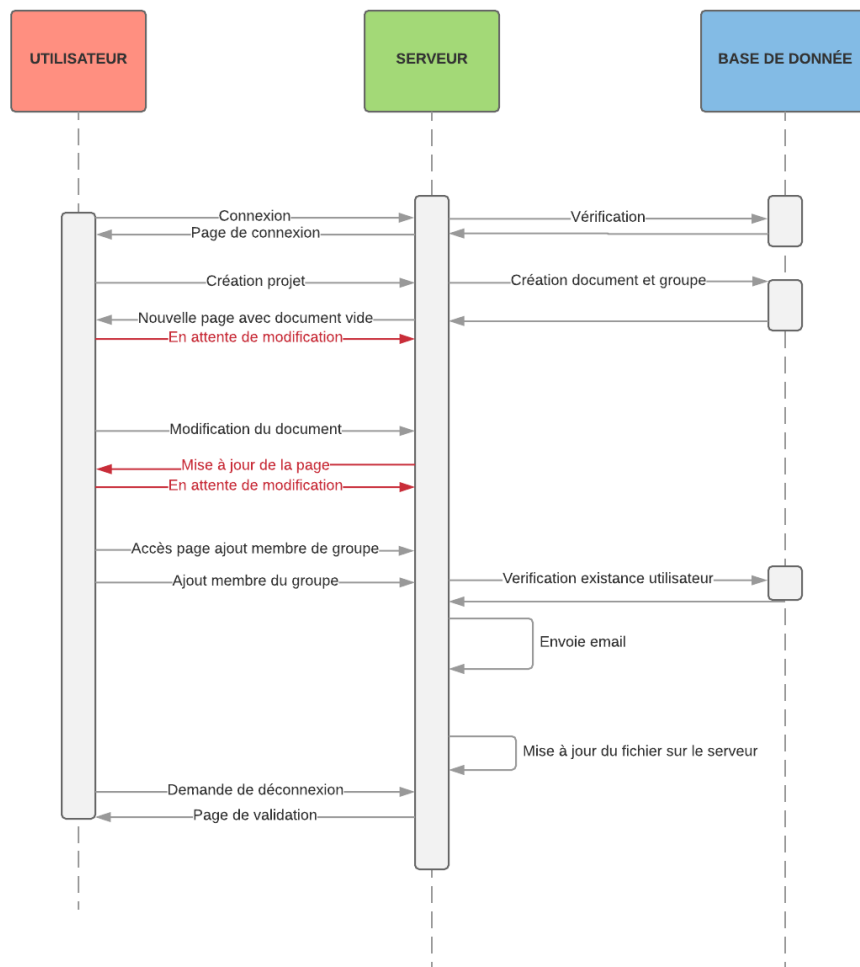 UTILISATEUR
SERVEUR
BASE DE DONNÉE
Connexion
Vérification
Page de connexion
Création projet
Création document et groupe
Nouvelle page avec document vide
En attente de modification
Modification du document
Mise à jour de la page
En attente de modification
Accès page ajout membre de groupe
Ajout membre du groupe
Verification existance utilisateur
Envoie email
Mise à jour du fichier sur le serveur
Demande de déconnexion
Page de validation